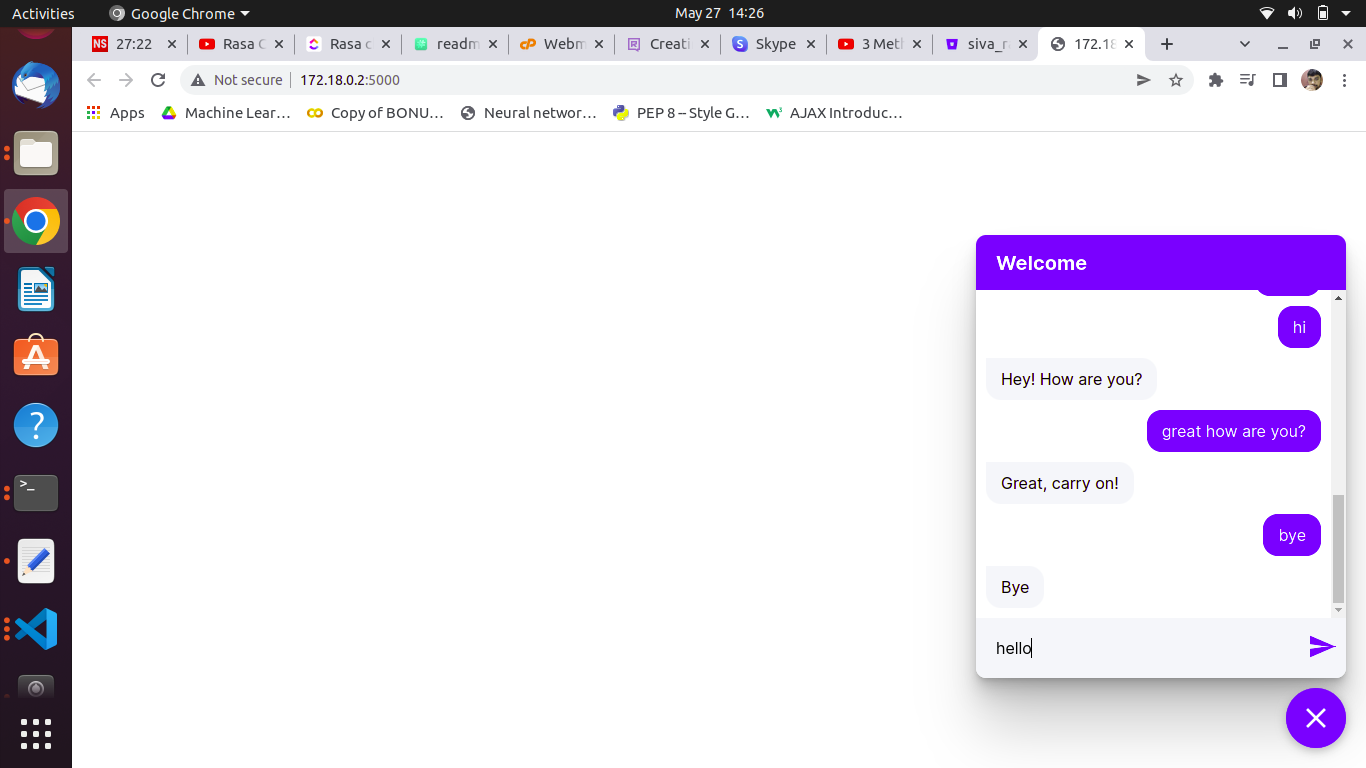 Activities Google Chrome May 27 14:26
NS 27:22 Rasa C Rasa c readm Webm Creati Skype 3 Meth siva_r 172.18
Not secure 172.18.0.2:5000
Apps Machine Lear… Copy of BONU… Neural networ… PEP 8 -- Style G… AJAX Introduc…
Welcome
hi
Hey! How are you?
great how are you?
Great, carry on!
bye
Bye
hello